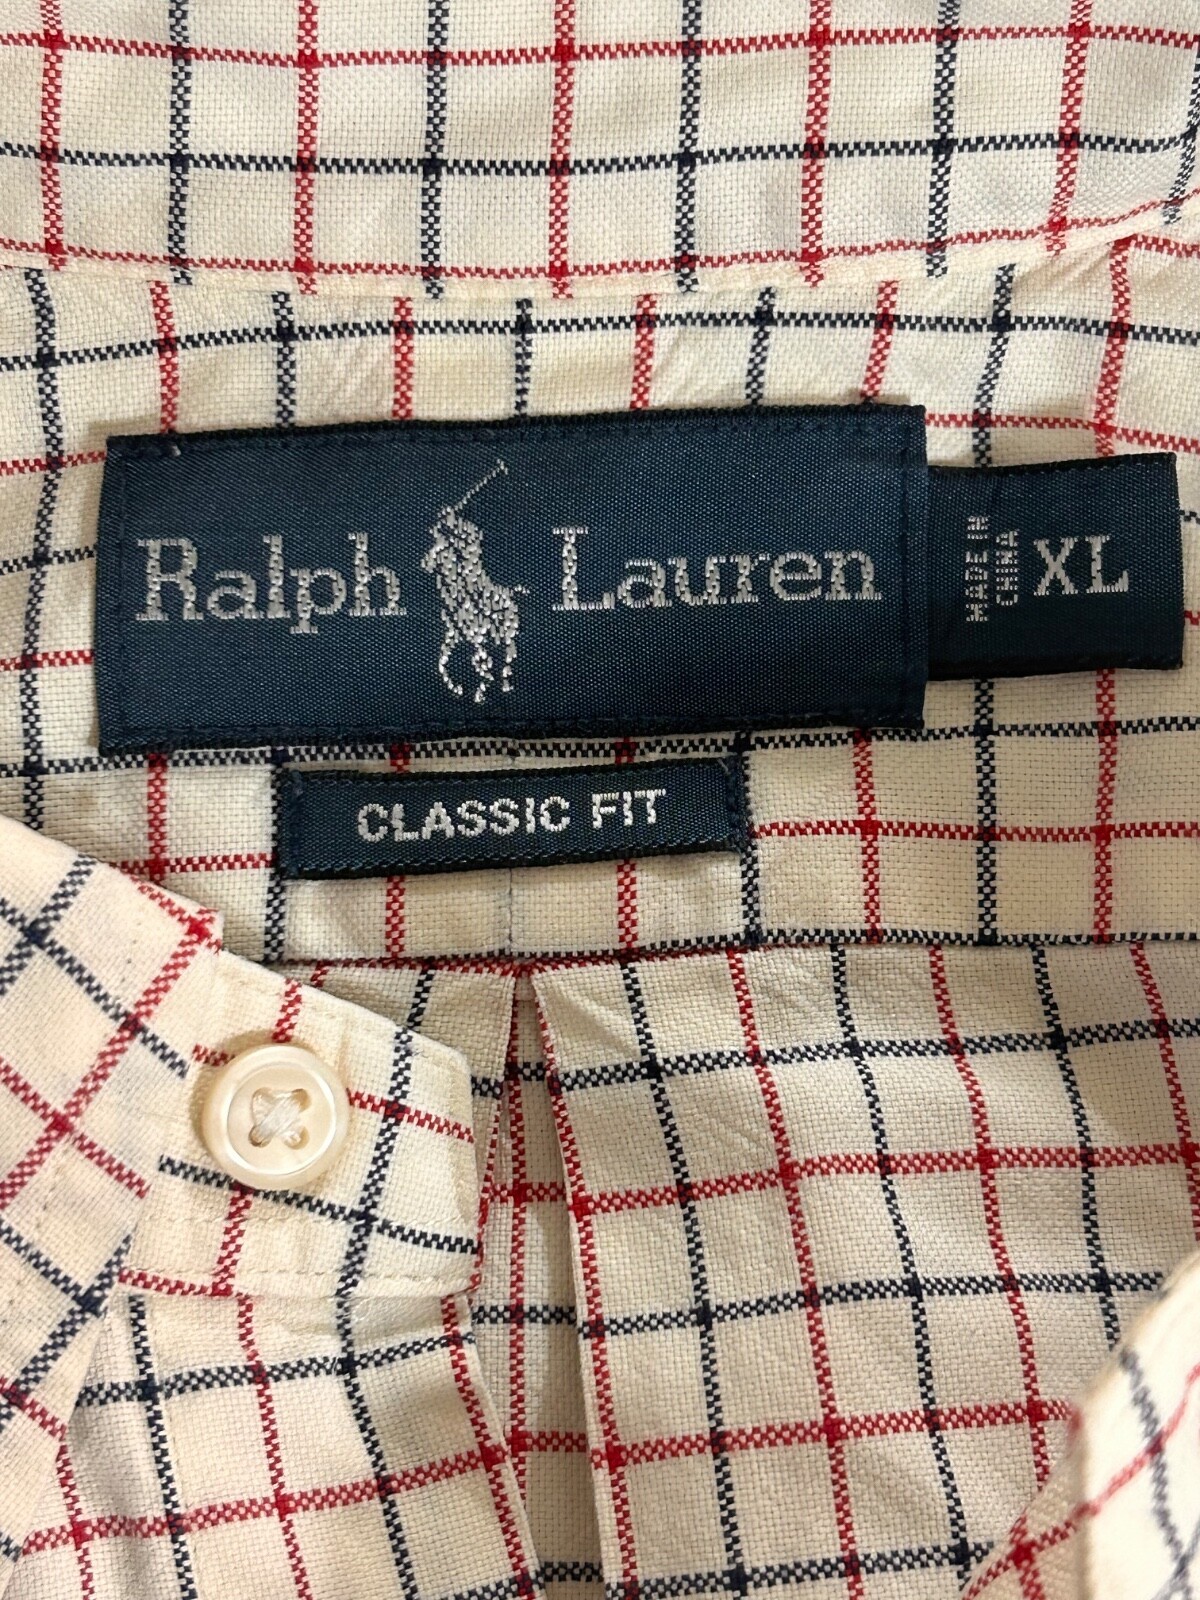 Ralph Lauren
MADE IN
CHINA
XL
CLASSIC FIT